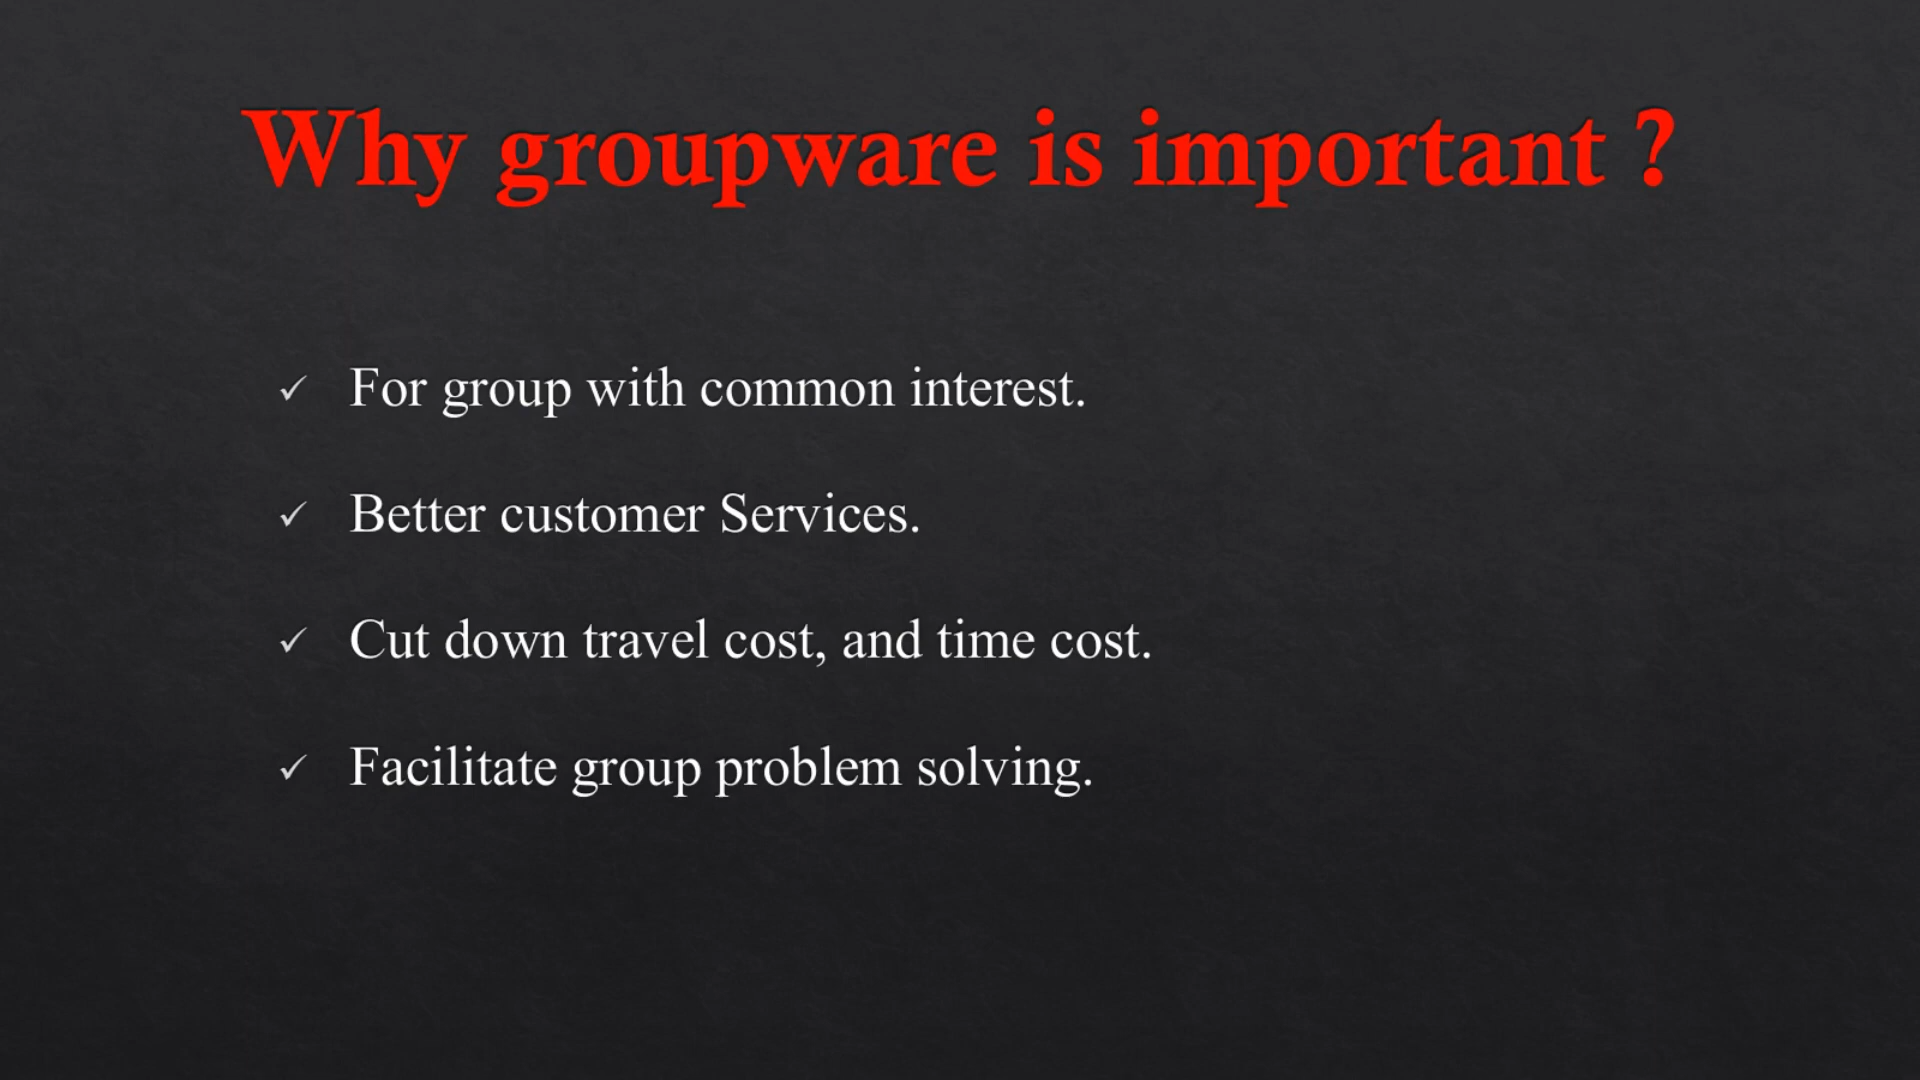 Why groupware is important ?
✓ For group with common interest.
✓ Better customer Services.
✓ Cut down travel cost, and time cost.
✓ Facilitate group problem solving.